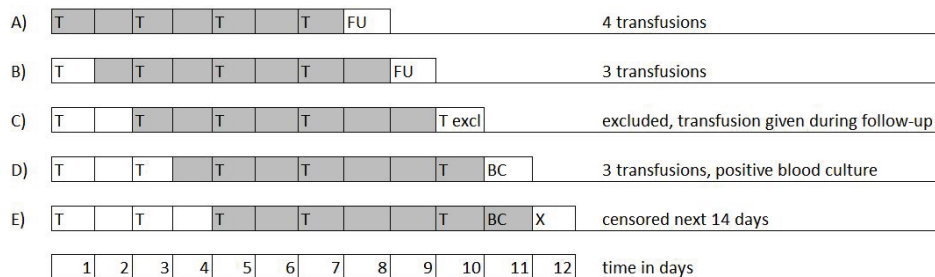 A) T T T T FU 4 transfusions
B) T T T T FU 3 transfusions
C) T T T T T excl excluded, transfusion given during follow-up
D) T T T T T BC 3 transfusions, positive blood culture
E) T T T T T BC X censored next 14 days
1 2 3 4 5 6 7 8 9 10 11 12 time in days